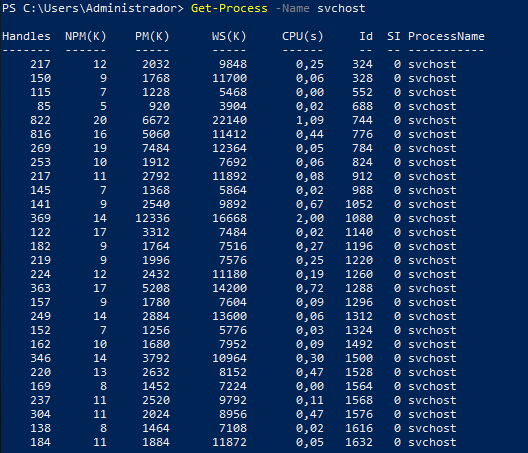 PS C:\Users\Administrador> Get-Process -Name svchost
Handles NPM(K) PM(K) WS(K) CPU(s) Id SI ProcessName
------- ------ ----- ----- ------ -- -- -----------
217 12 2032 9848 0,25 324 0 svchost
150 9 1768 11700 0,06 328 0 svchost
115 7 1228 5468 0,00 552 0 svchost
85 5 920 3904 0,02 688 0 svchost
822 20 6672 22140 1,09 744 0 svchost
816 16 5060 11412 0,44 776 0 svchost
269 19 7484 12364 0,05 784 0 svchost
253 10 1912 7692 0,06 824 0 svchost
217 11 2792 11892 0,08 912 0 svchost
145 7 1368 5864 0,02 988 0 svchost
141 9 2540 9892 0,67 1052 0 svchost
369 14 12336 16668 2,00 1080 0 svchost
122 17 3312 7484 0,02 1140 0 svchost
182 9 1764 7516 0,27 1196 0 svchost
219 9 1996 7576 0,25 1220 0 svchost
224 12 2432 11180 0,19 1260 0 svchost
363 17 5208 14200 0,72 1288 0 svchost
157 9 1780 7604 0,09 1296 0 svchost
249 14 2884 13600 0,06 1312 0 svchost
152 7 1256 5776 0,03 1324 0 svchost
162 10 1680 7952 0,09 1492 0 svchost
346 14 3792 10964 0,30 1500 0 svchost
220 13 2632 8152 0,47 1528 0 svchost
169 8 1452 7224 0,00 1564 0 svchost
237 11 2520 9792 0,11 1568 0 svchost
304 11 2024 8956 0,47 1576 0 svchost
138 8 1464 7108 0,02 1616 0 svchost
184 11 1884 11872 0,05 1632 0 svchost